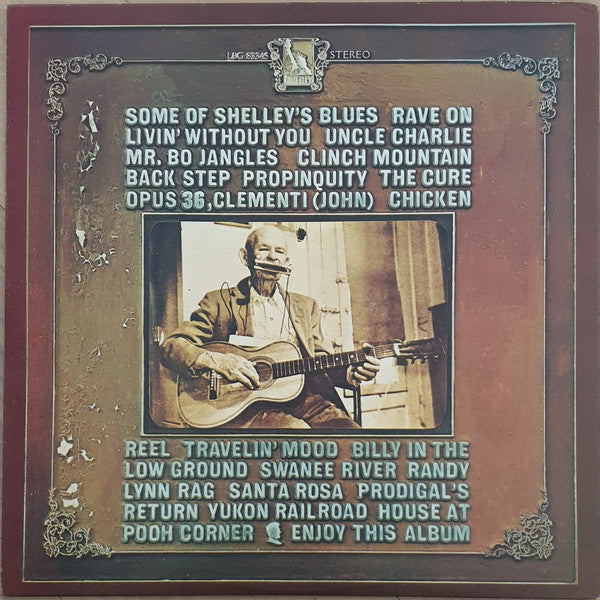 LBG 83345 STEREO
LIBERTY
SOME OF SHELLEY'S BLUES RAVE ON
LIVIN' WITHOUT YOU UNCLE CHARLIE
MR. BO JANGLES CLINCH MOUNTAIN
BACK STEP PROPINQUITY THE CURE
OPUS 36, CLEMENTI (JOHN) CHICKEN
REEL TRAVELIN' MOOD BILLY IN THE
LOW GROUND SWANEE RIVER RANDY
LYNN RAG SANTA ROSA PRODIGAL'S
RETURN YUKON RAILROAD HOUSE AT
POOH CORNER ENJOY THIS ALBUM